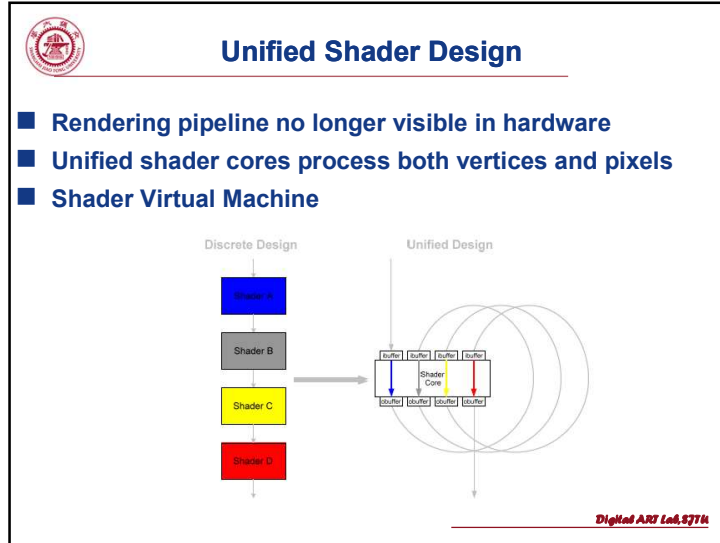 Unified Shader Design
Rendering pipeline no longer visible in hardware
Unified shader cores process both vertices and pixels
Shader Virtual Machine
Discrete Design
Unified Design
Shader A
Shader B
Shader C
Shader D
ibuffer ibuffer ibuffer ibuffer
Shader
Core
obuffer obuffer obuffer obuffer
Digital ART Lab,SJTU